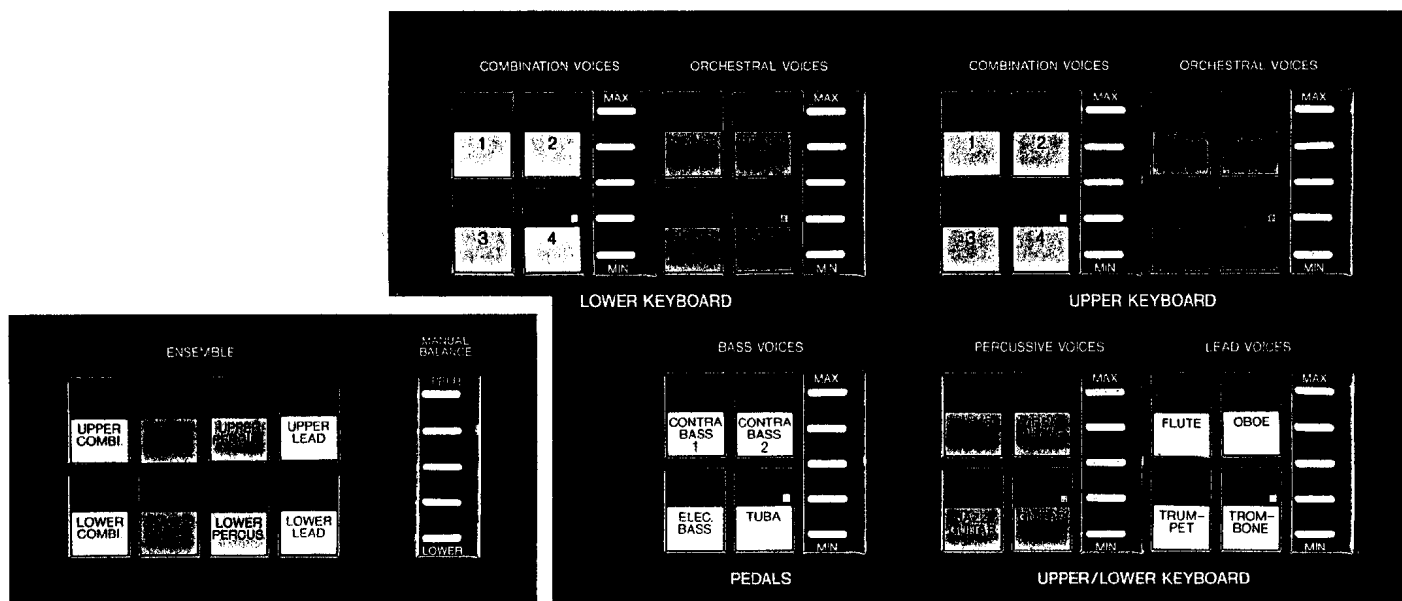 COMBINATION VOICES ORCHESTRAL VOICES COMBINATION VOICES ORCHESTRAL VOICES
MAX MAX MAX MAX
1 2 1 2
3 4 3 4
MIN MIN MIN MIN
LOWER KEYBOARD UPPER KEYBOARD
ENSEMBLE
MANUAL
BALANCE
UPPER
UPPER
COMBI.
UPPER
LEAD
LOWER
COMBI.
LOWER
PERCUS.
LOWER
LEAD
LOWER
BASS VOICES PERCUSSIVE VOICES LEAD VOICES
MAX MAX MAX
CONTRA
BASS
1
CONTRA
BASS
2
FLUTE OBOE
ELEC.
BASS
TUBA
TRUM-
PET
TROM-
BONE
MIN MIN MIN
PEDALS UPPER/LOWER KEYBOARD